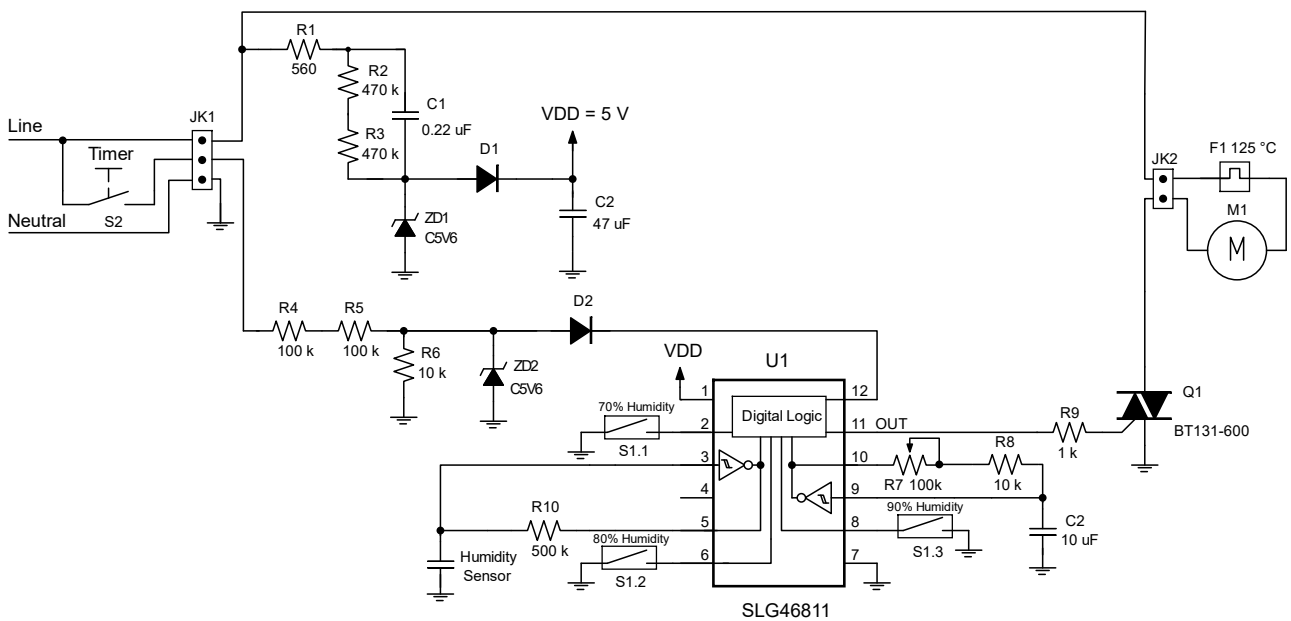 R1
560
R2
470 k
C1
0.22 uF
R3
470 k
VDD = 5 V
D1
JK1
Line
Timer
S2
Neutral
ZD1
C5V6
C2
47 uF
JK2
F1 125 °C
M1
M
R4
100 k
R5
100 k
R6
10 k
ZD2
C5V6
D2
VDD
U1
1
12
Digital Logic
70% Humidity
S1.1
2
11
OUT
R9
1 k
Q1
BT131-600
3
10
R7 100k
R8
10 k
4
9
R10
500 k
5
8
90% Humidity
S1.3
C2
10 uF
80% Humidity
S1.2
6
7
Humidity
Sensor
SLG46811